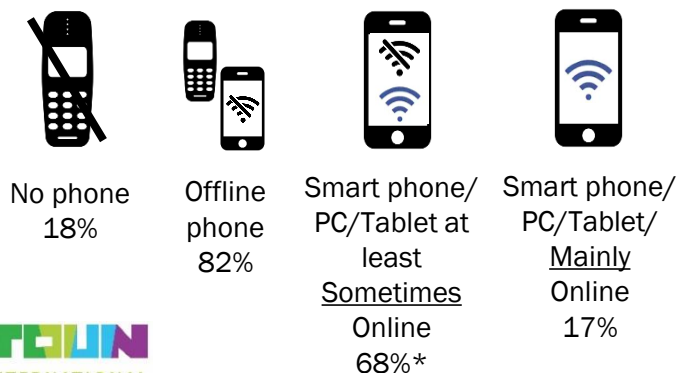 No phone
18%
Offline
phone
82%
Smart phone/
PC/Tablet at
least
Sometimes
Online
68%*
Smart phone/
PC/Tablet/
Mainly
Online
17%